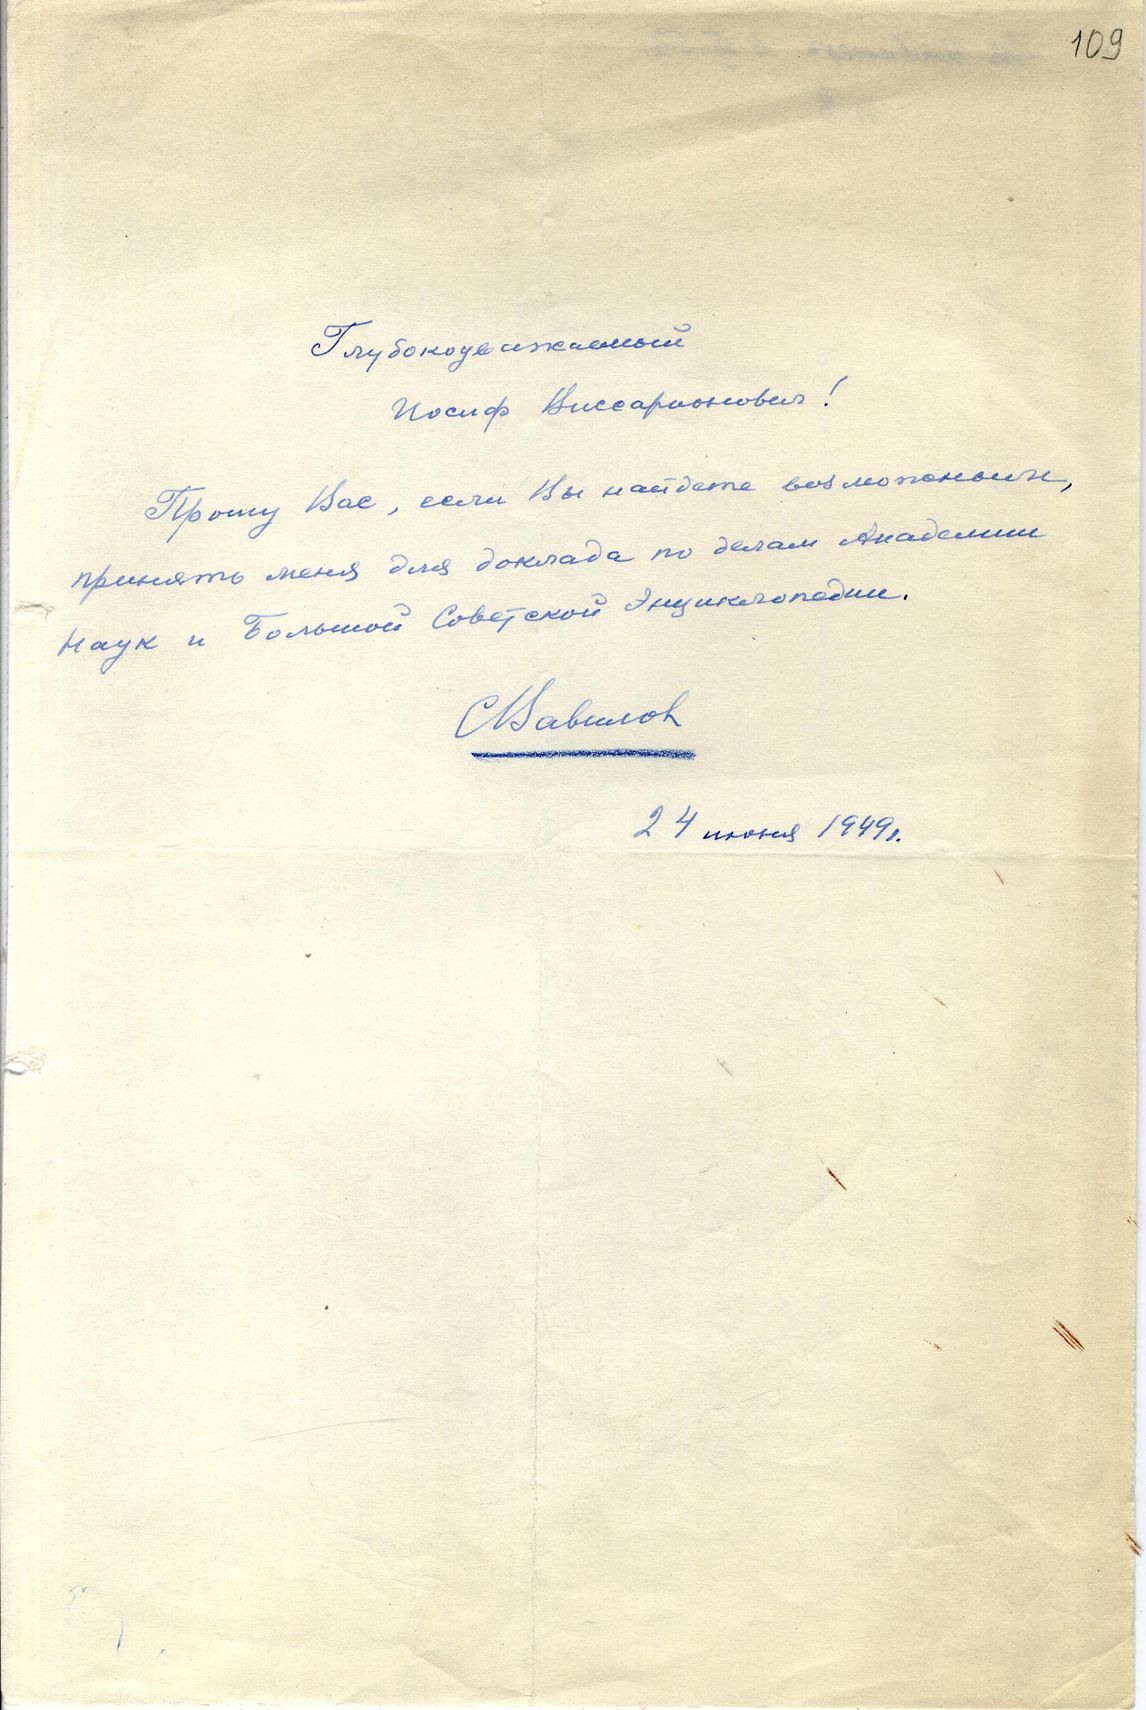 109
Глубокоуважаемый
Иосиф Виссарионович!
Прошу Вас, если Вы найдете возможным,
принять меня для доклада по делам Академии
Наук и Большой Советской Энциклопедии.
СВавилов
24 июня 1949г.